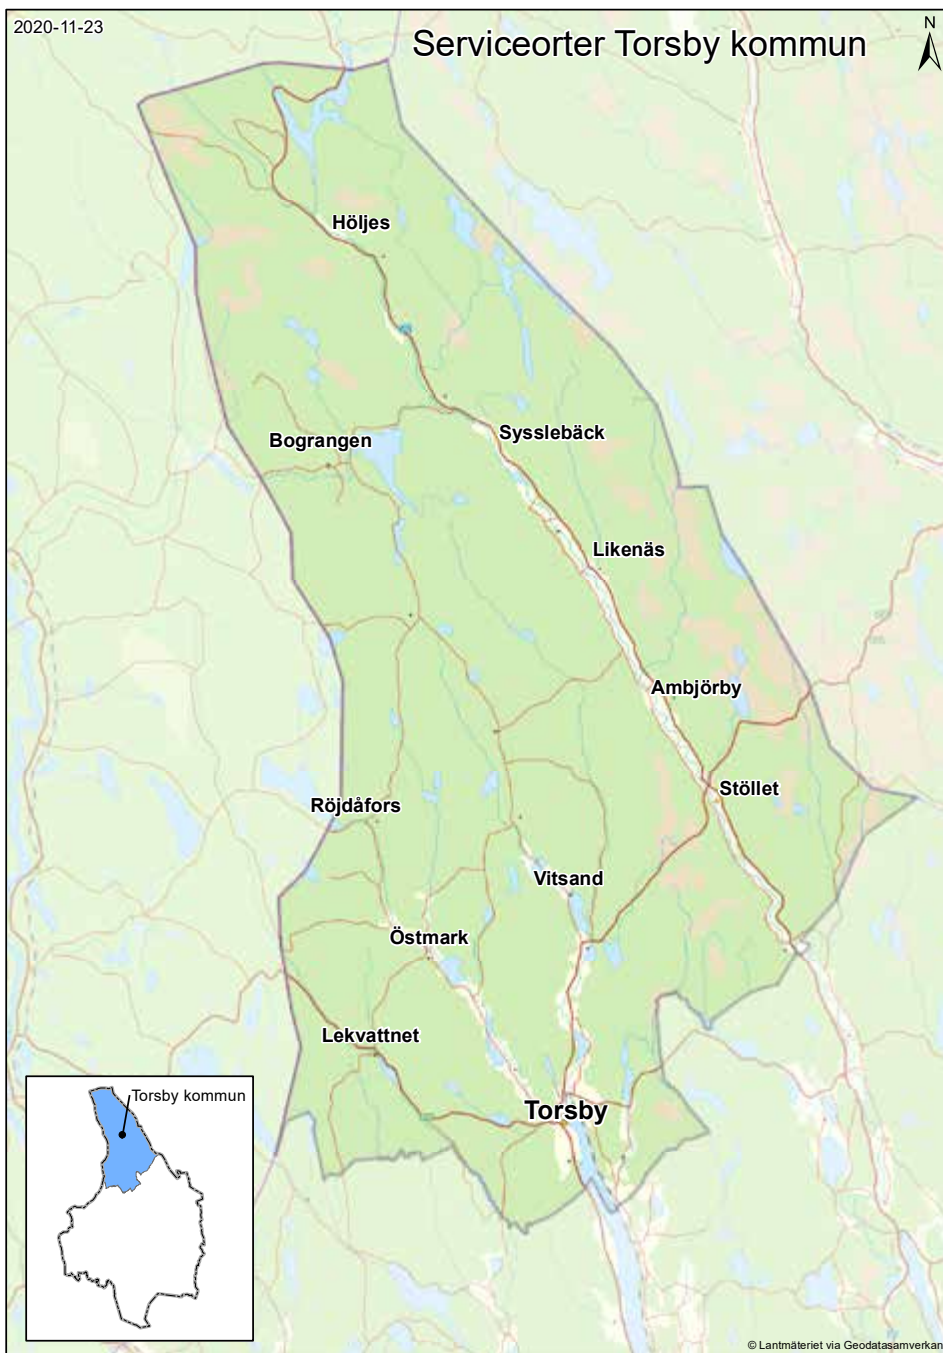 2020-11-23
Serviceorter Torsby kommun
N
Höljes
Bograngen
Sysslebäck
Likenäs
Ambjörby
Stöllet
Röjdåfors
Vitsand
Östmark
Lekvattnet
Torsby
Torsby kommun
© Lantmäteriet via Geodatasamverkan